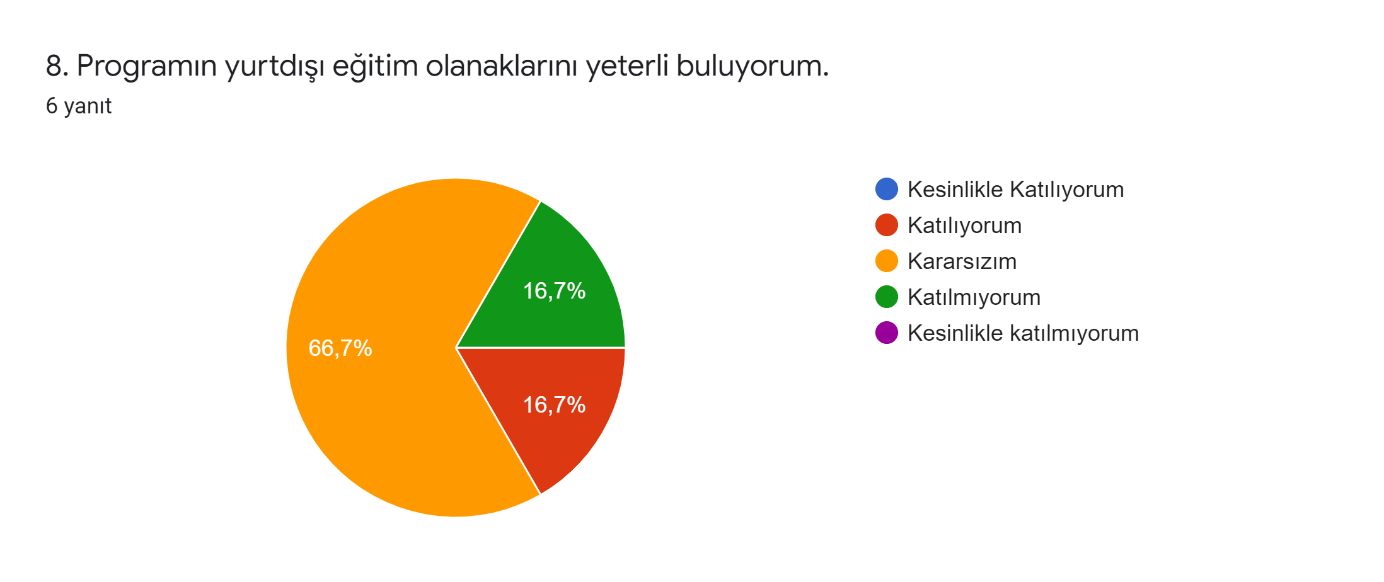 8. Programın yurtdışı eğitim olanaklarını yeterli buluyorum.
6 yanıt
Kesinlikle Katılıyorum
Katılıyorum
Kararsızım
Katılmıyorum
Kesinlikle katılmıyorum
16,7%
66,7%
16,7%